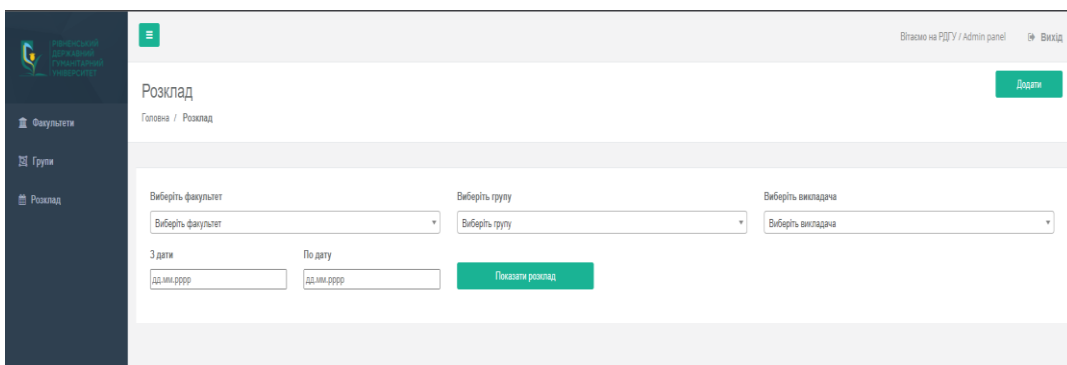 РІВНЕНСЬКИЙ
ДЕРЖАВНИЙ
ГУМАНІТАРНИЙ
УНІВЕРСИТЕТ
Вітаємо на РДГУ / Admin panel
Вихід
Розклад
Додати
Головна / Розклад
Факультети
Групи
Розклад
Виберіть факультет
Виберіть групу
Виберіть викладача
Виберіть факультет
Виберіть групу
Виберіть викладача
З дати
По дату
дд.мм.рррр
дд.мм.рррр
Показати розклад